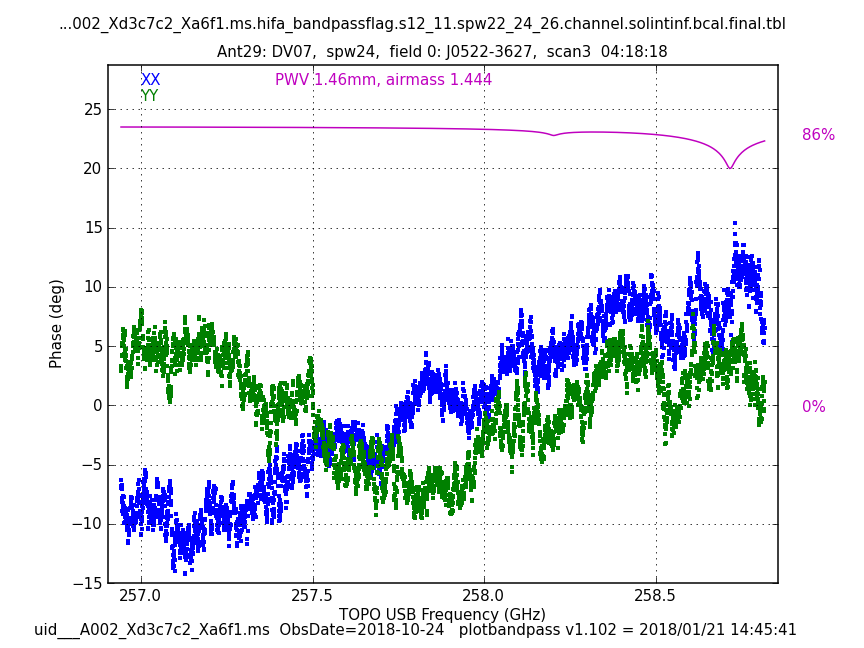 ...002_Xd3c7c2_Xa6f1.ms.hifa_bandpassflag.s12_11.spw22_24_26.channel.solintinf.bcal.final.tbl
Ant29: DV07, spw24, field 0: J0522-3627, scan3 04:18:18
XX
YY
PWV 1.46mm, airmass 1.444
86%
0%
Phase (deg)
25
20
15
10
5
0
−5
−10
−15
257.0 257.5 258.0 258.5
TOPO USB Frequency (GHz)
uid___A002_Xd3c7c2_Xa6f1.ms ObsDate=2018-10-24 plotbandpass v1.102 = 2018/01/21 14:45:41